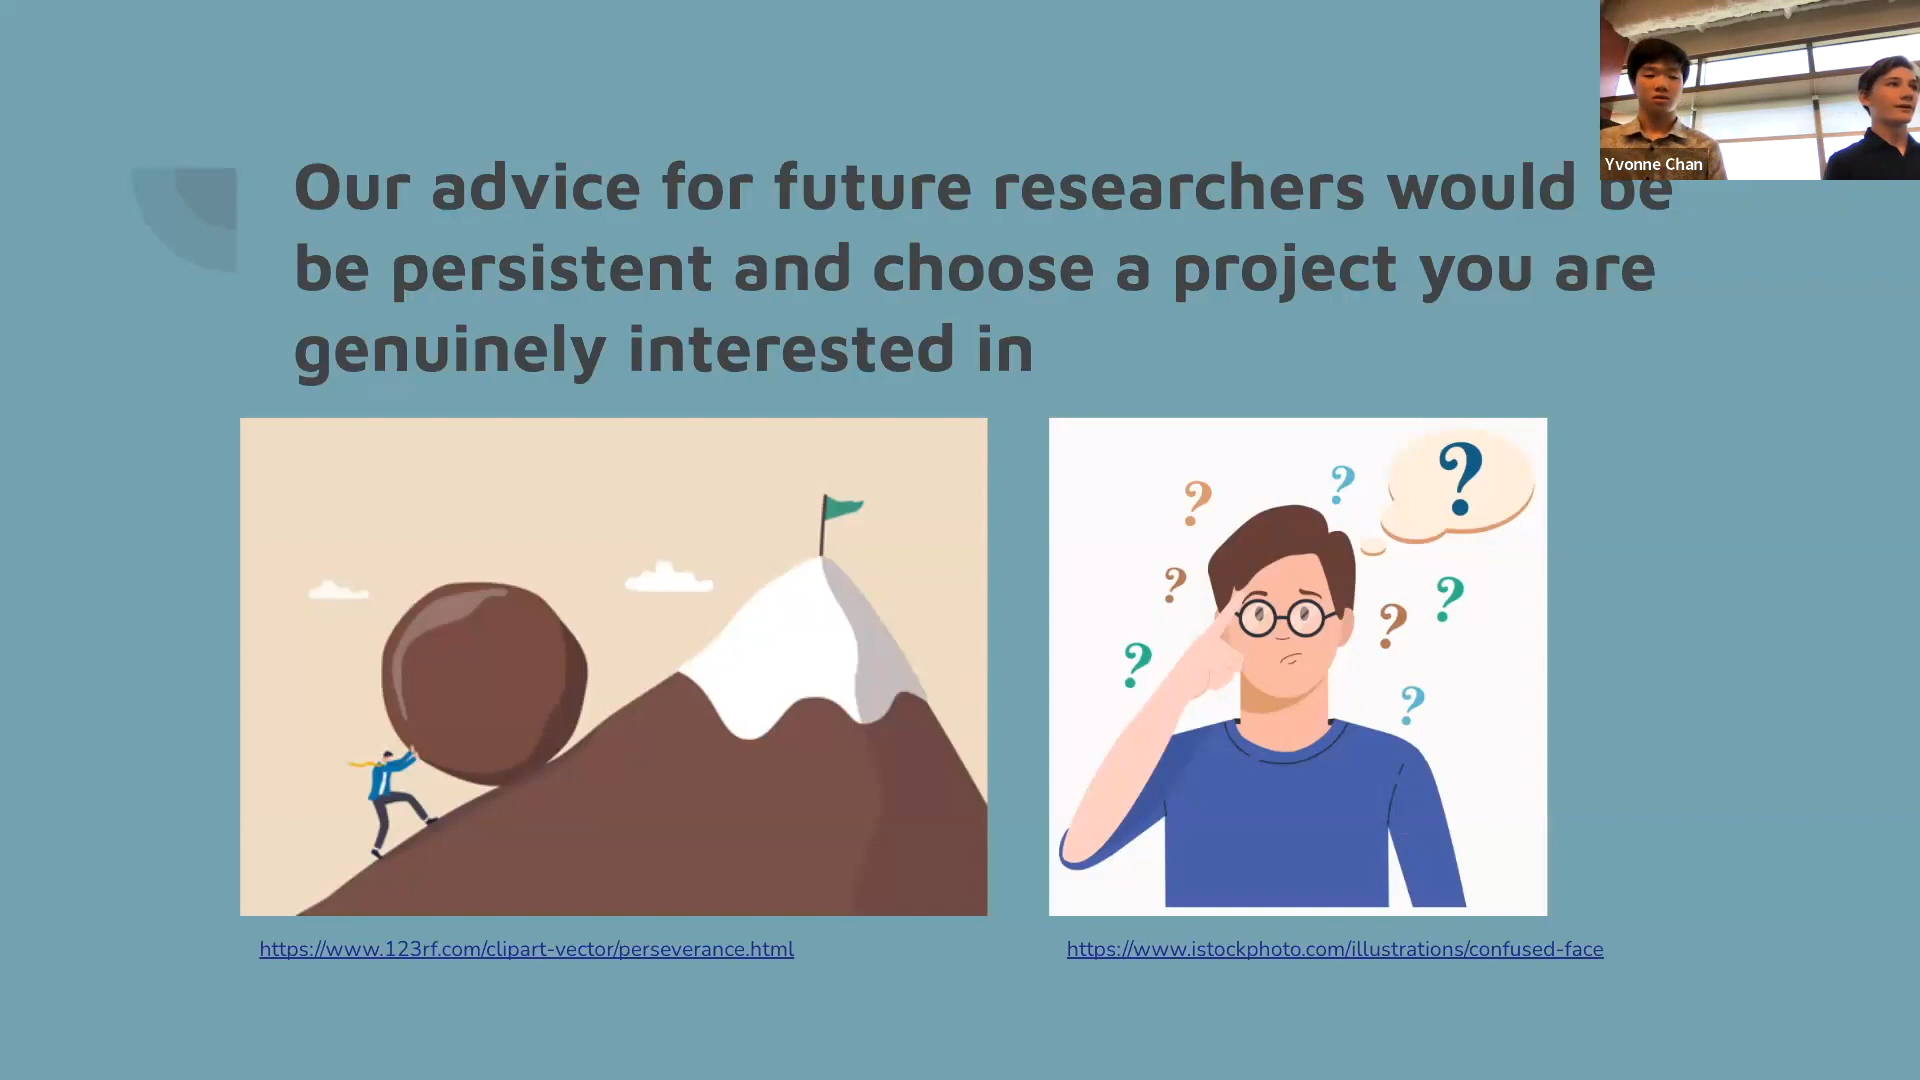 Our advice for future researchers would be
be persistent and choose a project you are
genuinely interested in
Yvonne Chan
?
?
?
?
?
?
?
?
https://www.123rf.com/clipart-vector/perseverance.html
https://www.istockphoto.com/illustrations/confused-face